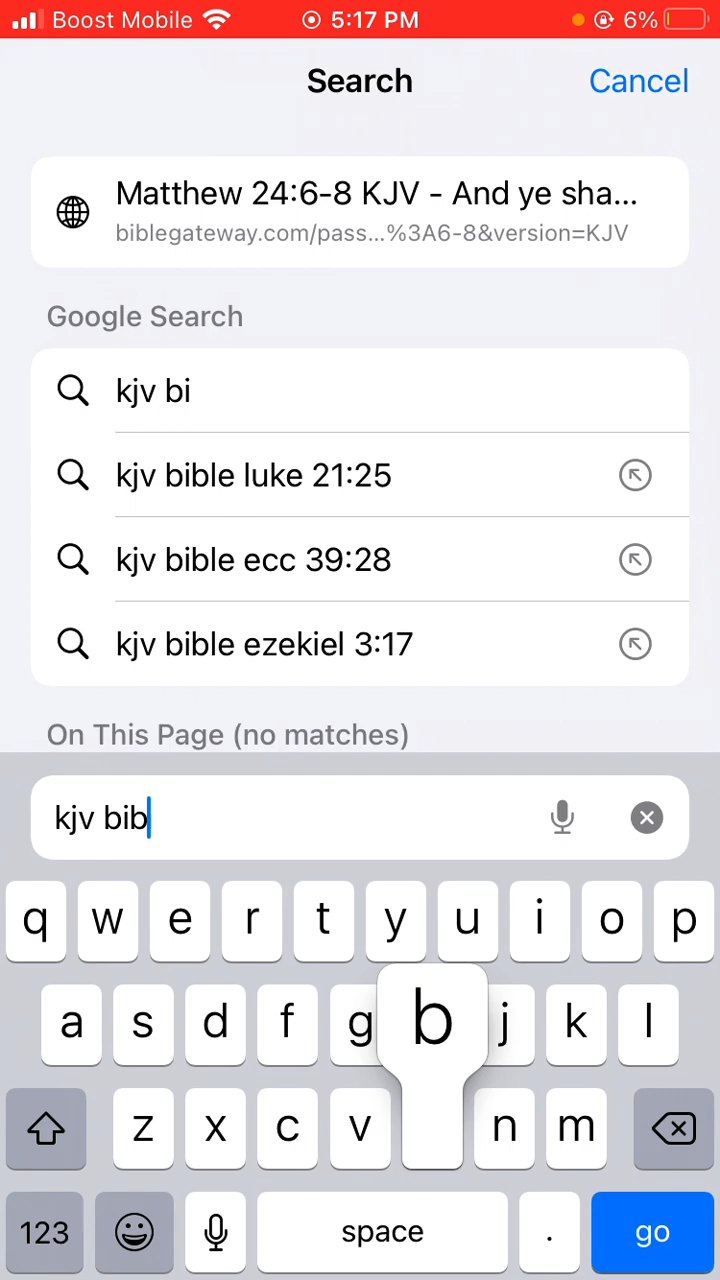 Boost Mobile 5:17 PM 6%
Search Cancel
Matthew 24:6-8 KJV - And ye sha...
biblegateway.com/pass...%3A6-8&version=KJV
Google Search
kjv bi
kjv bible luke 21:25
kjv bible ecc 39:28
kjv bible ezekiel 3:17
On This Page (no matches)
kjv bib
q w e r t y u i o p
a s d f g b j k l
z x c v n m
123 space . go